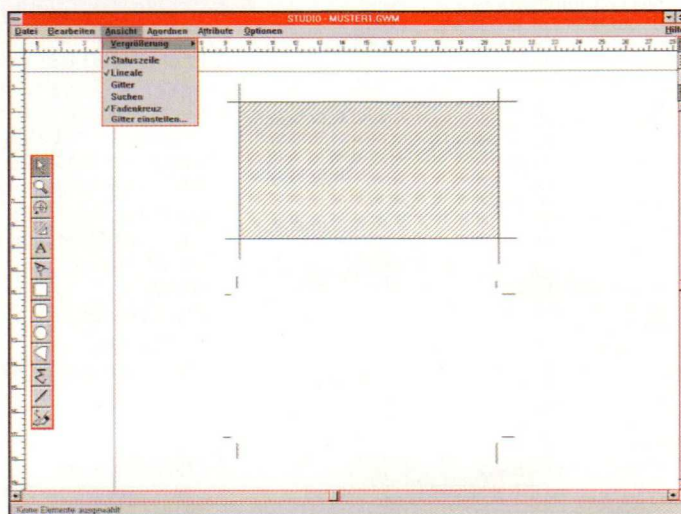 STUDIO - MUSTER1.GWM
Datei Bearbeiten Ansicht Anordnen Attribute Optionen Hilfe
Vergrößerung
✓Statuszeile
✓Lineale
Gitter
Suchen
✓Fadenkreuz
Gitter einstellen...
A
Keine Elemente ausgewählt